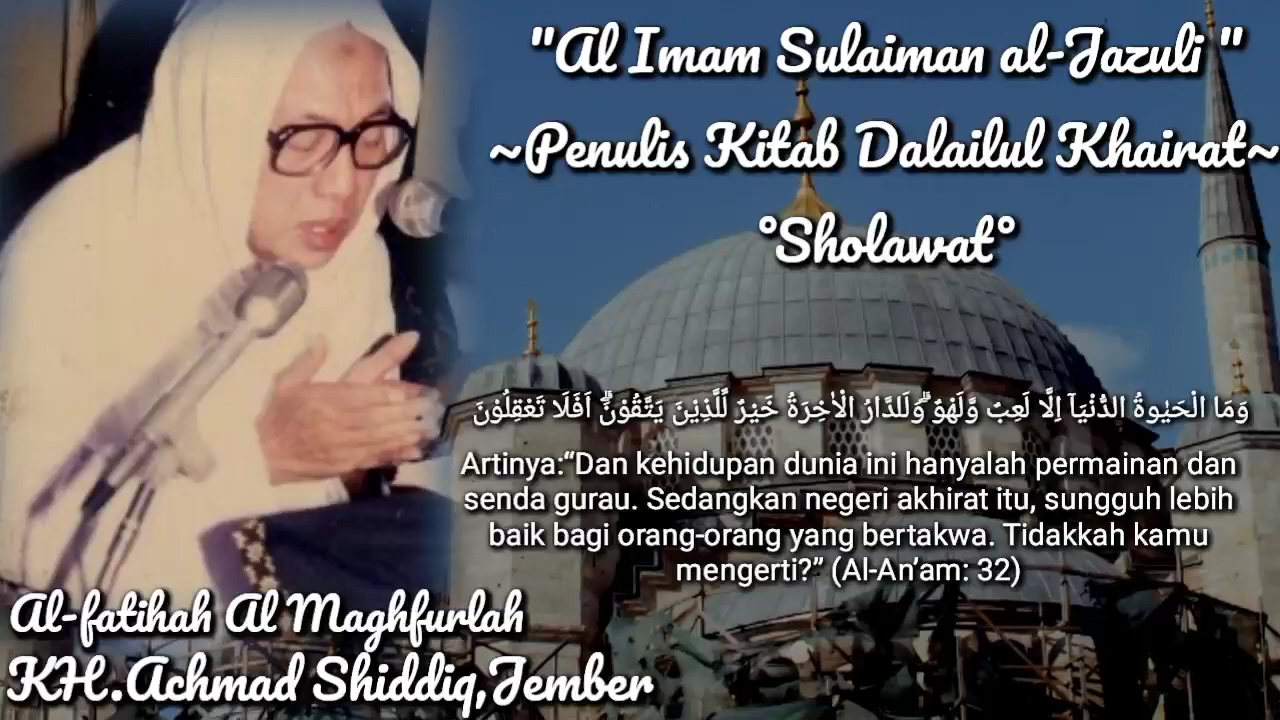 "Al Imam Sulaiman al-Jazuli "
~Penulis Kitab Dalailul Khairat~
°Sholawat°
وَمَا الْحَيٰوةُ الدُّنْيَآ اِلَّا لَعِبٌ وَّلَهْوٌ ۗوَلَلدَّارُ الْاٰخِرَةُ خَيْرٌ لِّلَّذِيْنَ يَتَّقُوْنَۗ اَفَلَا تَعْقِلُوْنَ
Artinya:“Dan kehidupan dunia ini hanyalah permainan dan
senda gurau. Sedangkan negeri akhirat itu, sungguh lebih
baik bagi orang-orang yang bertakwa. Tidakkah kamu
mengerti?” (Al-An’am: 32)
Al-fatihah Al Maghfurlah
KH.Achmad Shiddiq,Jember